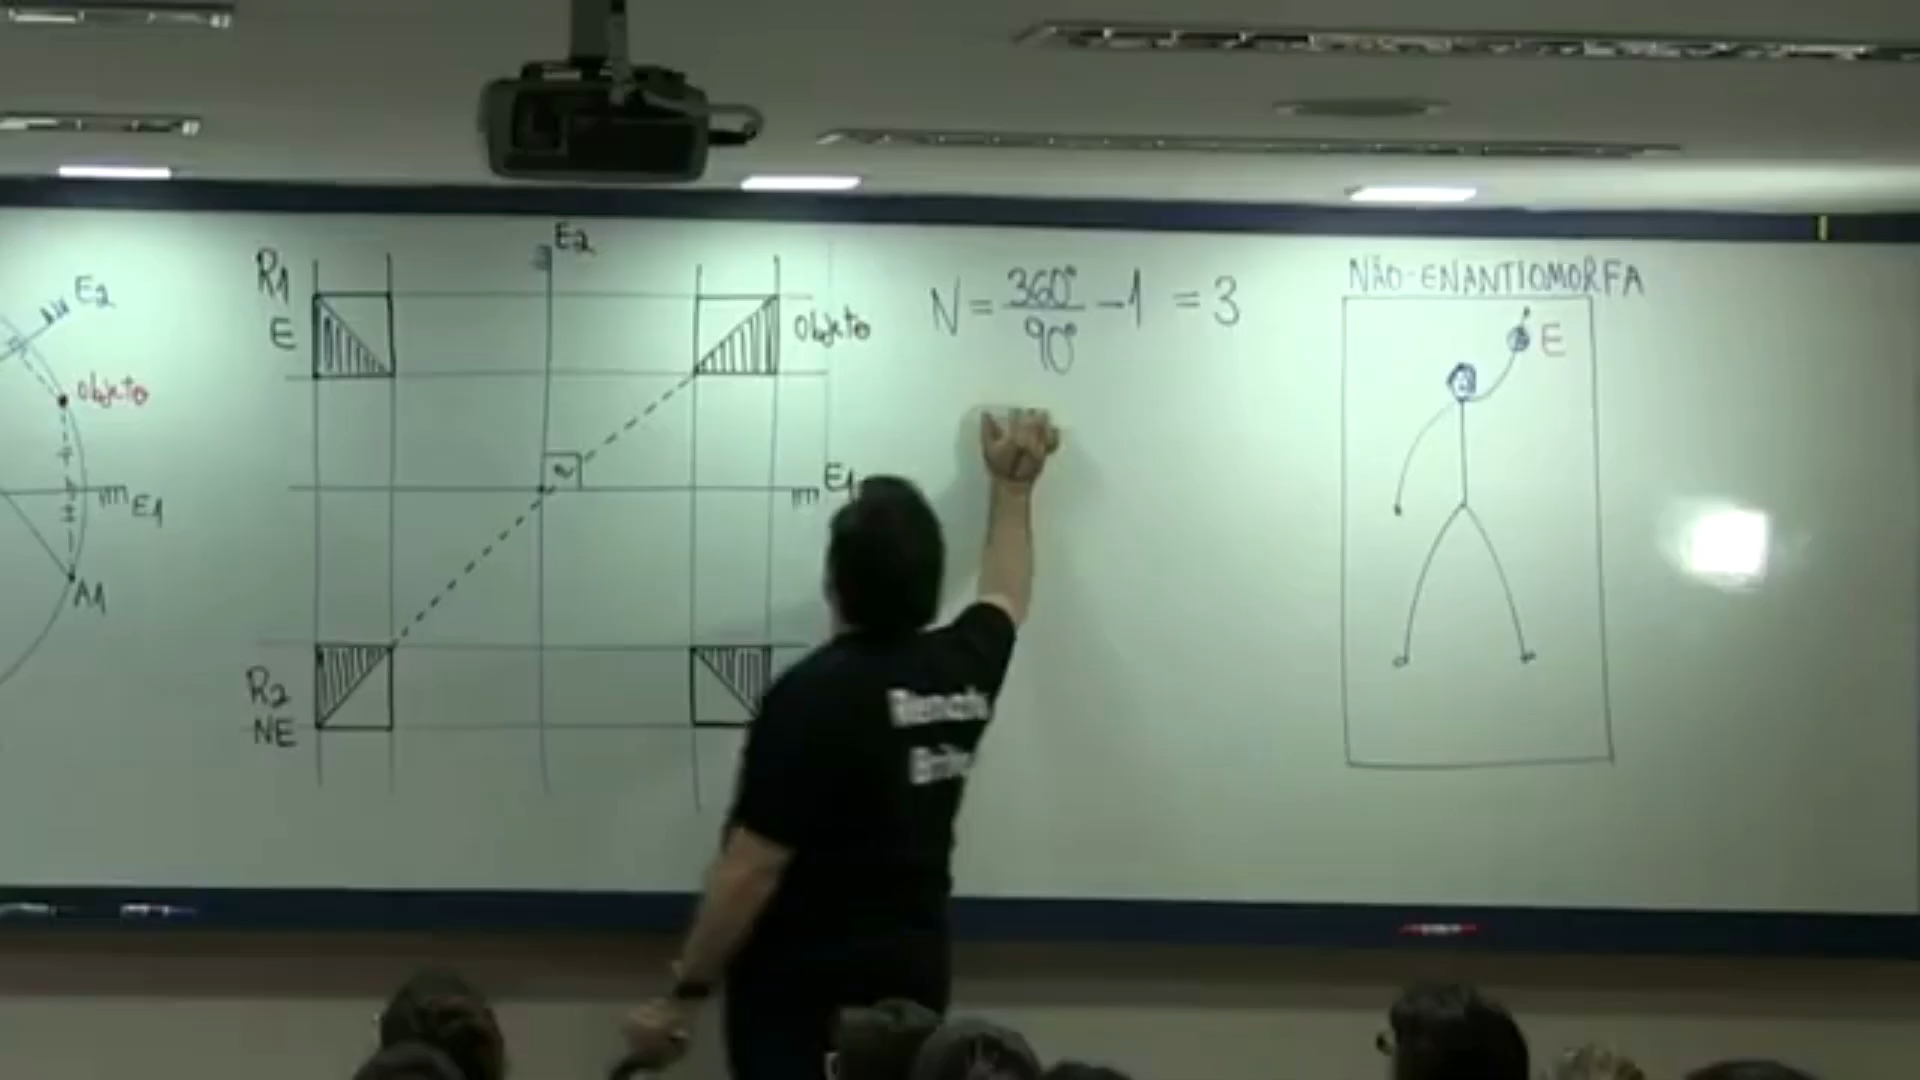 E2
Objeto
E1
A1
R1
E
E2
Objeto
E1
R2
NE
N = 360° / 90° - 1 = 3
NÃO-ENANTIOMORFA
E